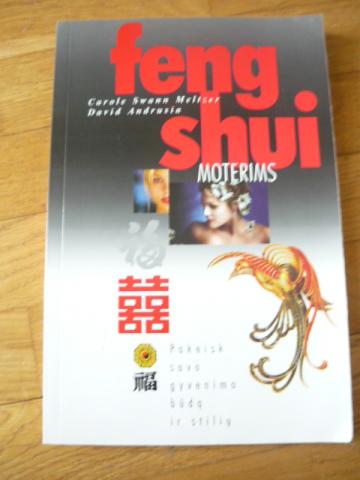 feng
Carole Swann Meltzer
David Andrusia
shui
MOTERIMS
福
囍
福
Pakeisk
savo
gyvenimo
būdą
ir stilių